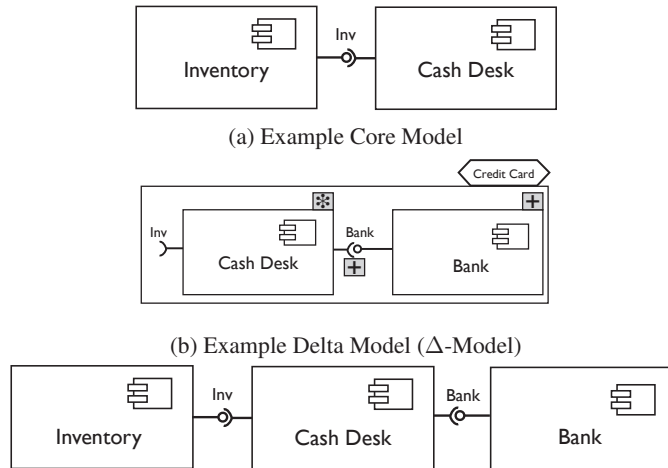 Inv
Inventory
Cash Desk
(a) Example Core Model
Credit Card
Inv
Bank
Cash Desk
Bank
(b) Example Delta Model (Δ-Model)
Inv
Bank
Inventory
Cash Desk
Bank